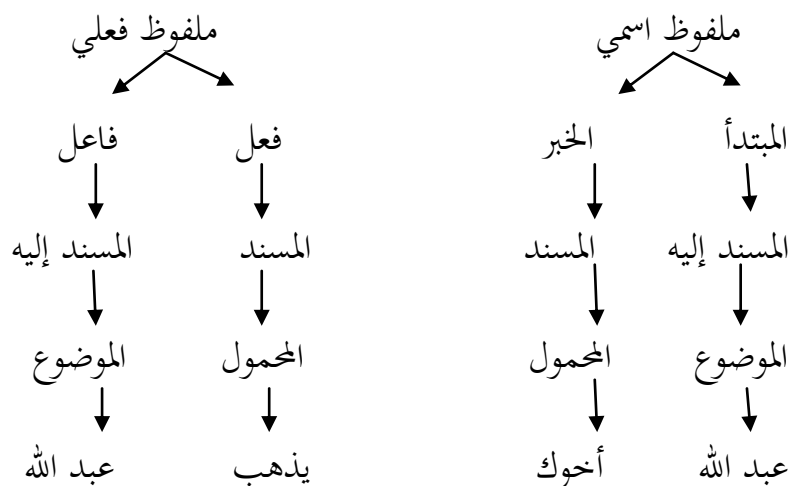 ملفوظ اسمي ملفوظ فعلي
المبتدأ الخبر فعل فاعل
المسند إليه المسند المسند المسند إليه
الموضوع المحمول المحمول الموضوع
عبد الله أخوك يذهب عبد الله